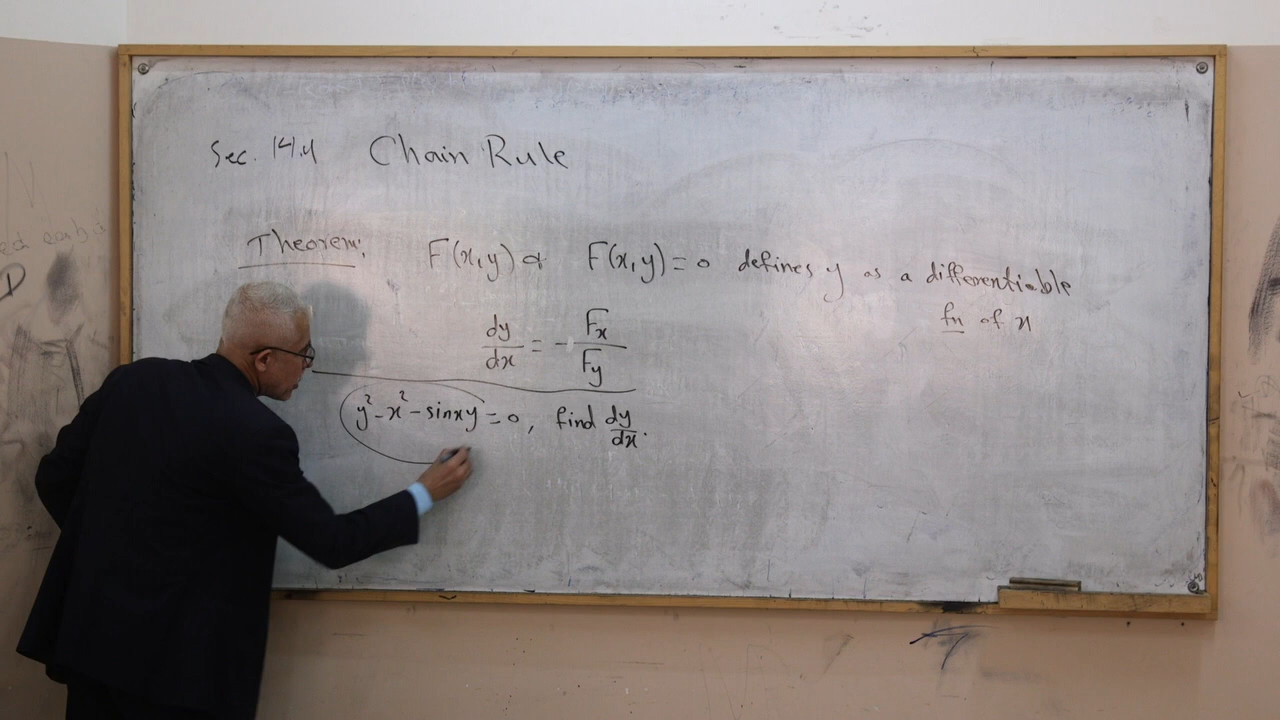 Sec. 14.4 Chain Rule
Theorem: F(x,y) & F(x,y) = 0 defines y as a differentiable
fn of x
dy/dx = - Fx/Fy
y² - x² - sinxy = 0, find dy/dx.